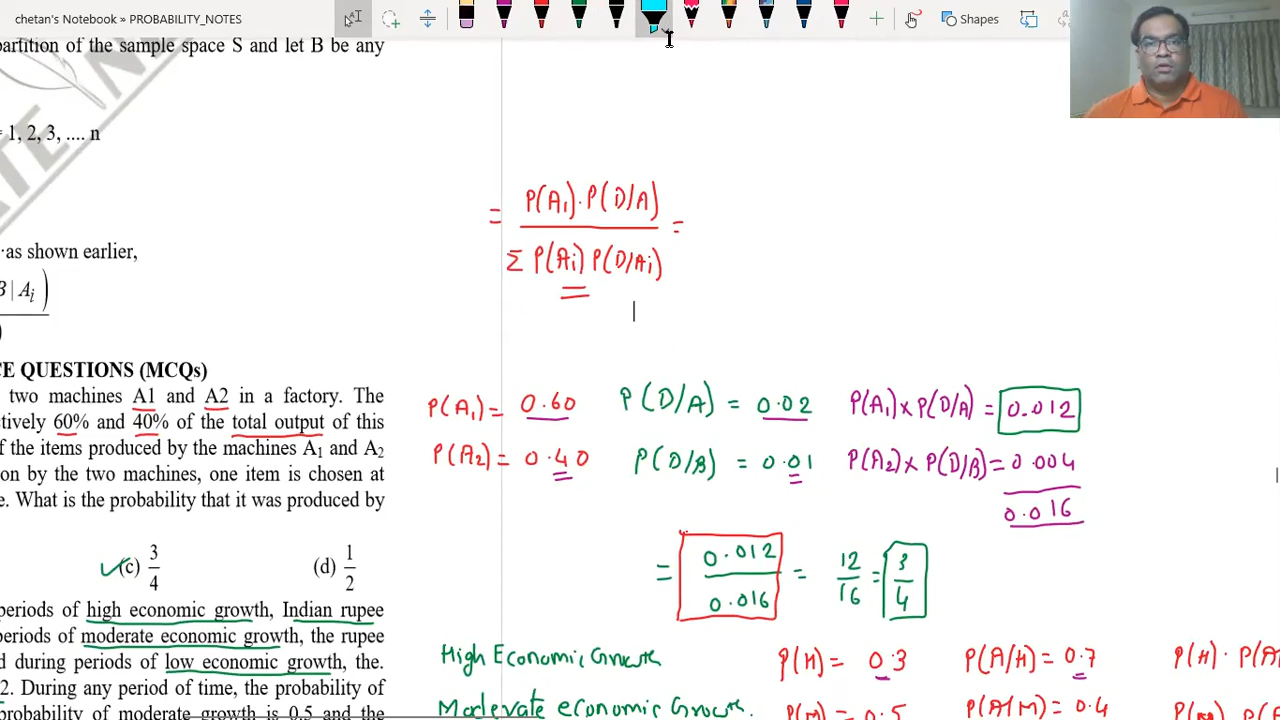 chetan's Notebook » PROBABILITY_NOTES
Shapes
partition of the sample space S and let B be any
= 1, 2, 3, .... n
= P(A₁)·P(D/A) =
Σ P(Ai) P(D/Ai)
as shown earlier,
B | Ai )
CE QUESTIONS (MCQs)
two machines A1 and A2 in a factory. The
tively 60% and 40% of the total output of this
f the items produced by the machines A₁ and A₂
on by the two machines, one item is chosen at
e. What is the probability that it was produced by
(c) 3/4 (d) 1/2
periods of high economic growth, Indian rupee
periods of moderate economic growth, the rupee
d during periods of low economic growth, the.
2. During any period of time, the probability of
probability of moderate growth is 0.5 and the
P(A₁) = 0.60 P(D/A) = 0.02 P(A₁)xP(D/A) = 0.012
P(A₂) = 0.40 P(D/B) = 0.01 P(A₂)xP(D/B) = 0.004
0.016
= 0.012/0.016 = 12/16 = 3/4
High Economic Growth P(H) = 0.3 P(A/H) = 0.7 P(H) · P(A
Moderate economic Growth. P(M) = 0.5 P(A/M) = 0.4